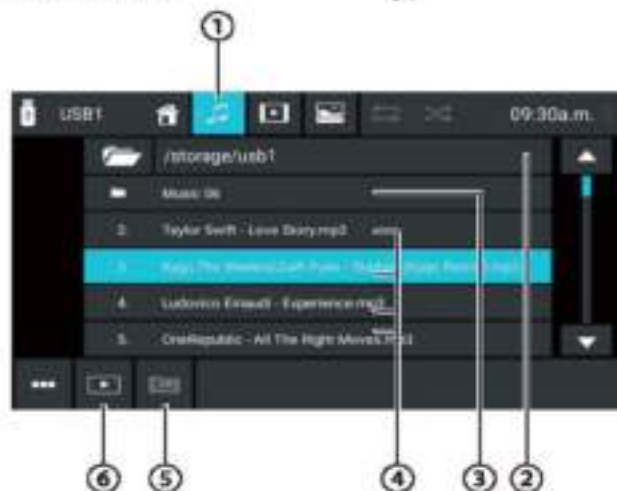 ①
USB1 09:30a.m.
/storage/usb1
Music 06
2. Taylor Swift - Love Story.mp3
3.
4. Ludovico Einaudi - Experience.mp3
5. OneRepublic - All The Right Moves.mp3
⑥ ⑤ ④ ③ ②